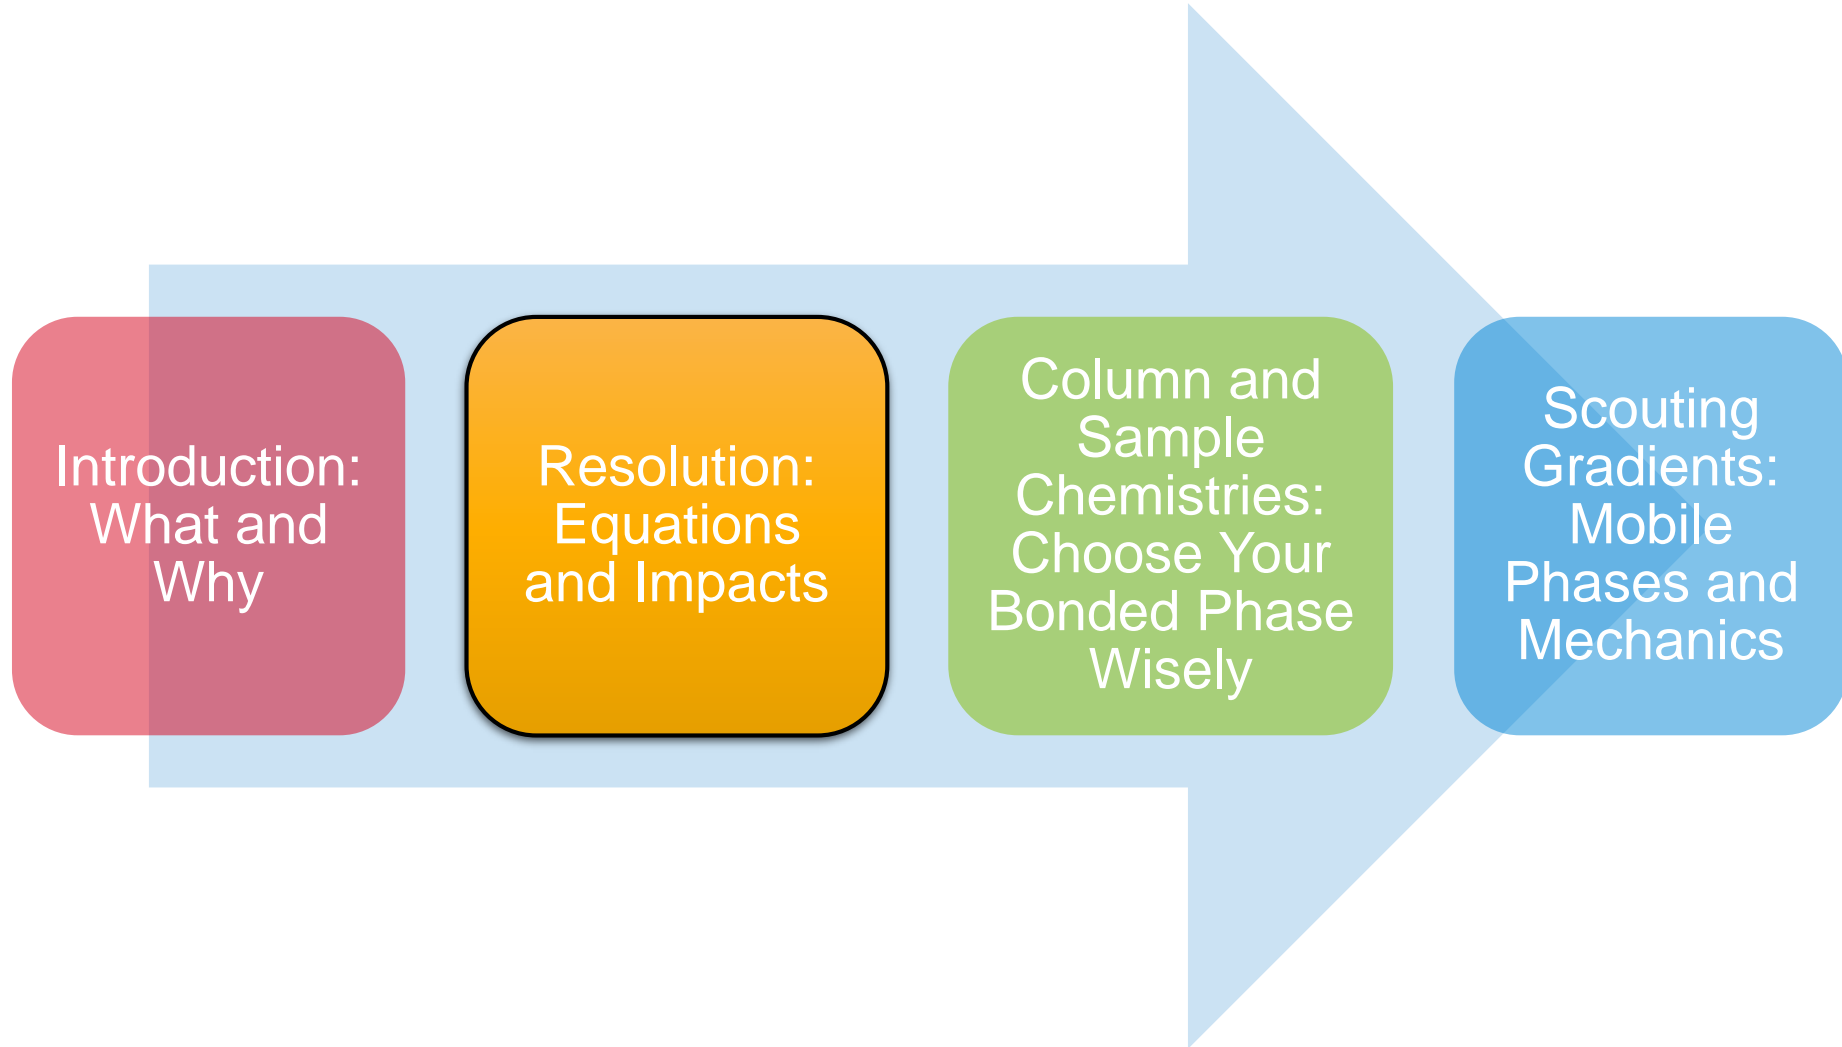 Introduction:
What and
Why
Resolution:
Equations
and Impacts
Column and
Sample
Chemistries:
Choose Your
Bonded Phase
Wisely
Scouting
Gradients:
Mobile
Phases and
Mechanics